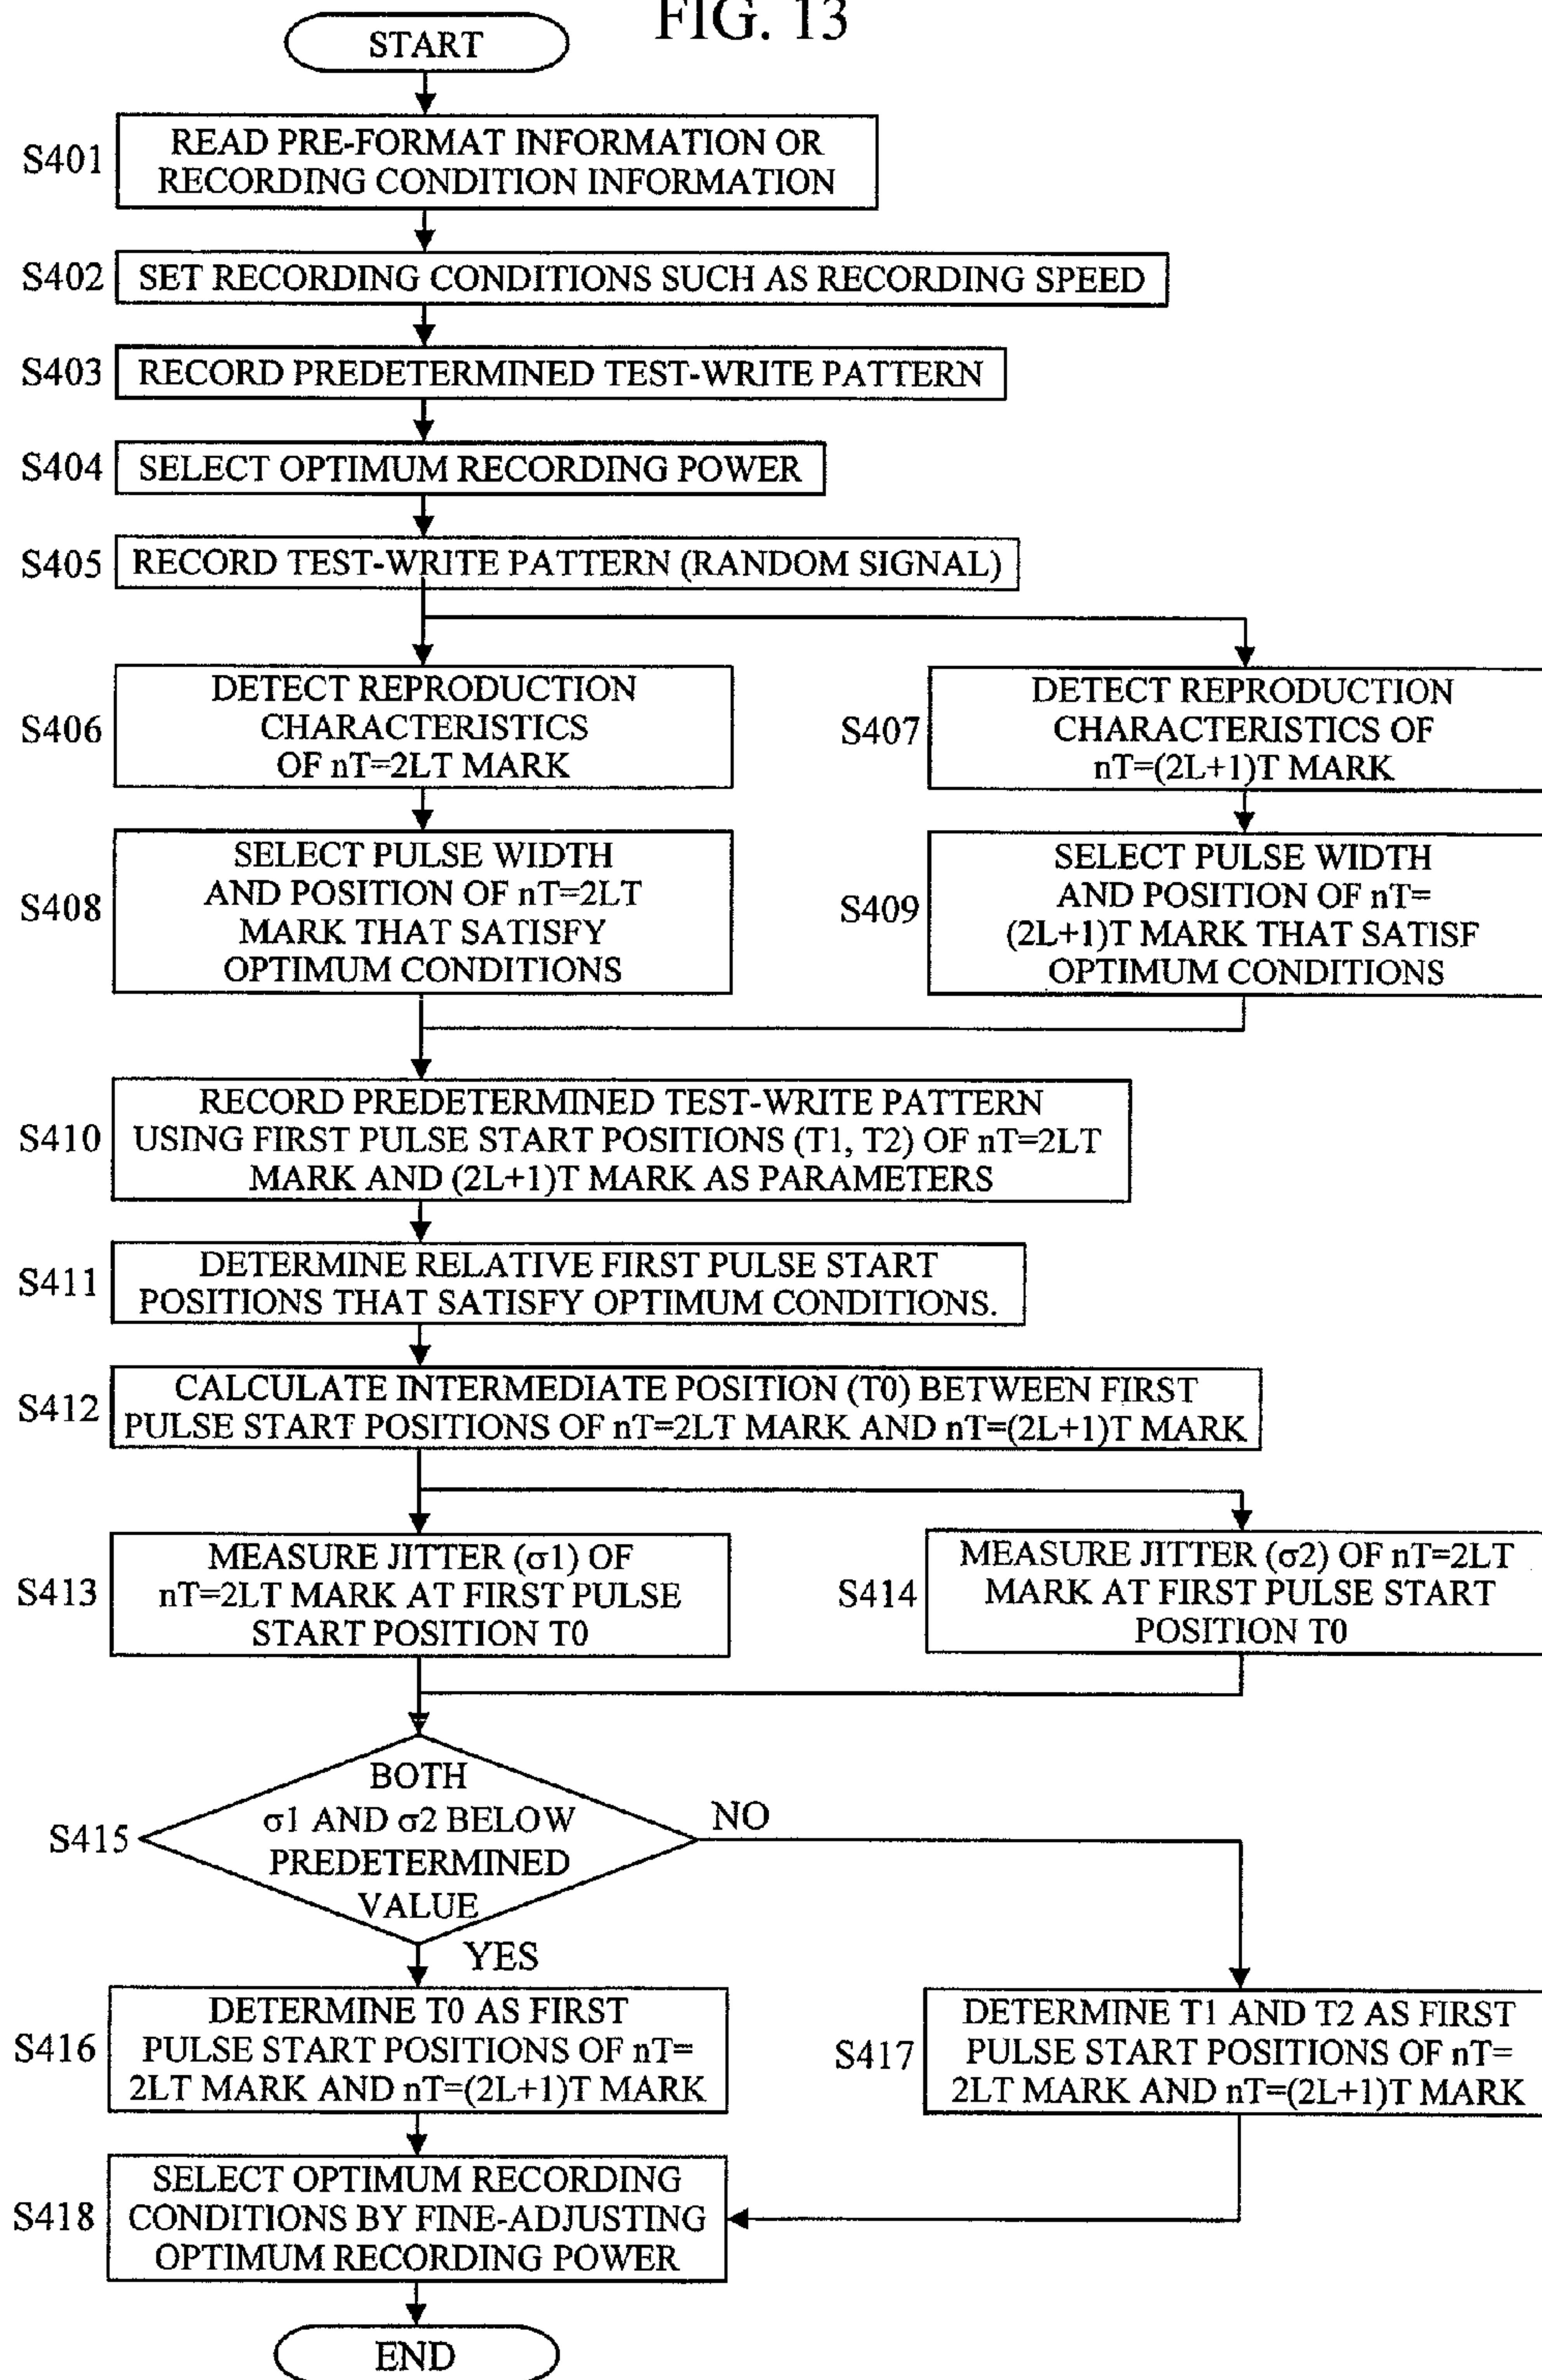 FIG. 13
START
S401
READ PRE-FORMAT INFORMATION OR
RECORDING CONDITION INFORMATION
S402
SET RECORDING CONDITIONS SUCH AS RECORDING SPEED
S403
RECORD PREDETERMINED TEST-WRITE PATTERN
S404
SELECT OPTIMUM RECORDING POWER
S405
RECORD TEST-WRITE PATTERN (RANDOM SIGNAL)
S406
DETECT REPRODUCTION
CHARACTERISTICS
OF nT=2LT MARK
S407
DETECT REPRODUCTION
CHARACTERISTICS OF
nT=(2L+1)T MARK
S408
SELECT PULSE WIDTH
AND POSITION OF nT=2LT
MARK THAT SATISFY
OPTIMUM CONDITIONS
S409
SELECT PULSE WIDTH
AND POSITION OF nT=
(2L+1)T MARK THAT SATISF
OPTIMUM CONDITIONS
S410
RECORD PREDETERMINED TEST-WRITE PATTERN
USING FIRST PULSE START POSITIONS (T1, T2) OF nT=2LT
MARK AND (2L+1)T MARK AS PARAMETERS
S411
DETERMINE RELATIVE FIRST PULSE START
POSITIONS THAT SATISFY OPTIMUM CONDITIONS.
S412
CALCULATE INTERMEDIATE POSITION (T0) BETWEEN FIRST
PULSE START POSITIONS OF nT=2LT MARK AND nT=(2L+1)T MARK
S413
MEASURE JITTER (σ1) OF
nT=2LT MARK AT FIRST PULSE
START POSITION T0
S414
MEASURE JITTER (σ2) OF nT=2LT
MARK AT FIRST PULSE START
POSITION T0
S415
BOTH
σ1 AND σ2 BELOW
PREDETERMINED
VALUE
NO
YES
S416
DETERMINE T0 AS FIRST
PULSE START POSITIONS OF nT=
2LT MARK AND nT=(2L+1)T MARK
S417
DETERMINE T1 AND T2 AS FIRST
PULSE START POSITIONS OF nT=
2LT MARK AND nT=(2L+1)T MARK
S418
SELECT OPTIMUM RECORDING
CONDITIONS BY FINE-ADJUSTING
OPTIMUM RECORDING POWER
END